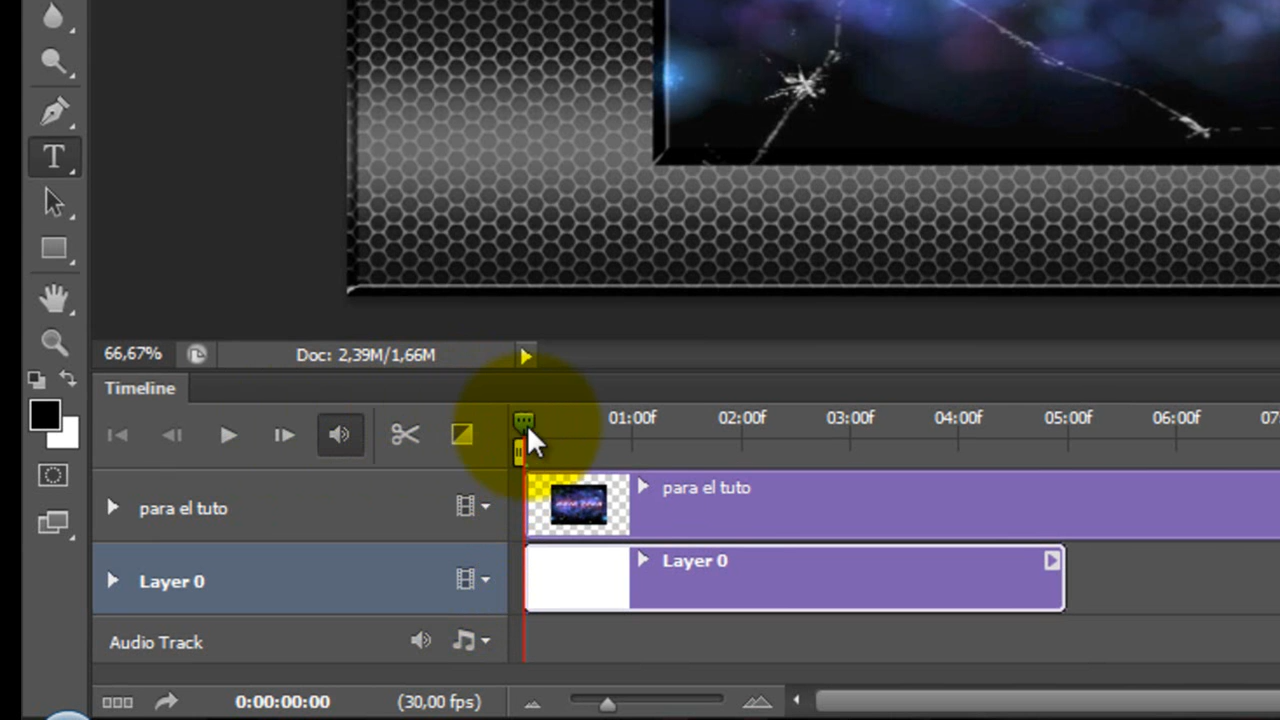 T
66,67%
Doc: 2,39M/1,66M
Timeline
01:00f 02:00f 03:00f 04:00f 05:00f 06:00f
para el tuto
para el tuto
Layer 0
Layer 0
Audio Track
0:00:00:00 (30,00 fps)